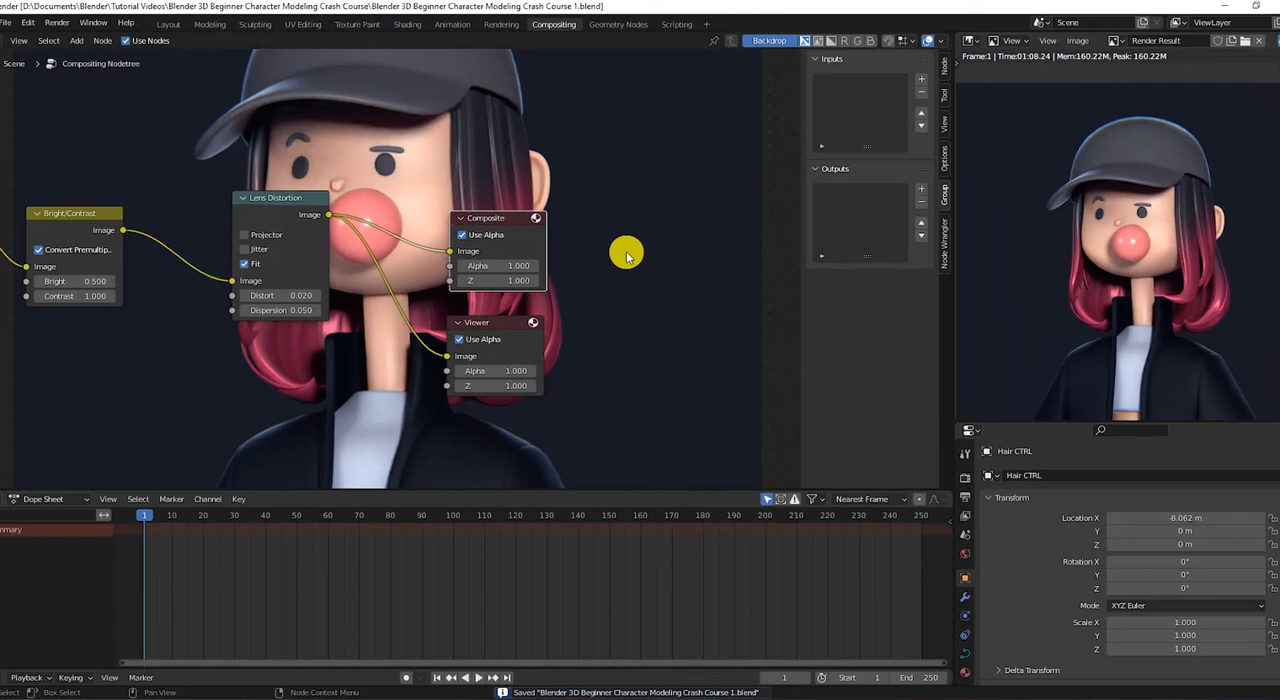 ender [D:\Documents\Blender\Tutorial Videos\Blender 3D Beginner Character Modeling Crash Course\Blender 3D Beginner Character Modeling Crash Course 1.blend]
Edit Render Window Help Layout Modeling Sculpting UV Editing Texture Paint Shading Animation Rendering Compositing Geometry Nodes Scripting + Scene ViewLayer
View Select Add Node Use Nodes Backdrop R G B View View Image Render Result
Scene > Compositing Nodetree
Frame:1 | Time:01:08.24 | Mem:160.22M, Peak: 160.22M
Inputs
Outputs
Node
Tool
View
Options
Group
Node Wrangler
Bright/Contrast
Image
Convert Premultip...
Image
Bright 0.500
Contrast 1.000
Lens Distortion
Image
Projector
Jitter
Fit
Image
Distort 0.020
Dispersion 0.050
Composite
Use Alpha
Image
Alpha 1.000
Z 1.000
Viewer
Use Alpha
Image
Alpha 1.000
Z 1.000
Hair CTRL
Hair CTRL
Transform
Location X -8.062 m
Y 0 m
Z 0 m
Rotation X 0°
Y 0°
Z 0°
Mode XYZ Euler
Scale X 1.000
Y 1.000
Z 1.000
Delta Transform
Dope Sheet View Select Marker Channel Key Nearest Frame
1 10 20 30 40 50 60 70 80 90 100 110 120 130 140 150 160 170 180 190 200 210 220 230 240 250
mmary
Playback Keying View Marker 1 Start 1 End 250
Select Box Select Pan View Node Context Menu Saved "Blender 3D Beginner Character Modeling Crash Course 1.blend"